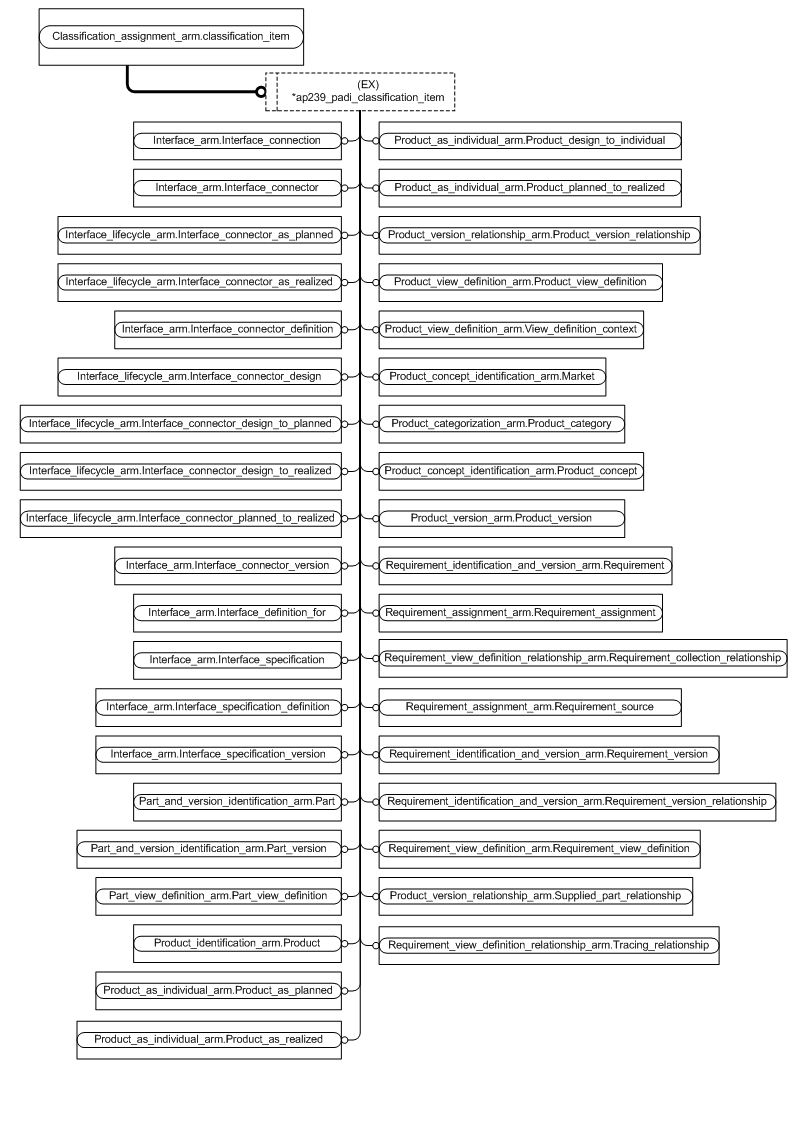 Classification_assignment_arm.classification_item
(EX)
*ap239_padi_classification_item
Interface_arm.Interface_connection
Product_as_individual_arm.Product_design_to_individual
Interface_arm.Interface_connector
Product_as_individual_arm.Product_planned_to_realized
Interface_lifecycle_arm.Interface_connector_as_planned
Product_version_relationship_arm.Product_version_relationship
Interface_lifecycle_arm.Interface_connector_as_realized
Product_view_definition_arm.Product_view_definition
Interface_arm.Interface_connector_definition
Product_view_definition_arm.View_definition_context
Interface_lifecycle_arm.Interface_connector_design
Product_concept_identification_arm.Market
Interface_lifecycle_arm.Interface_connector_design_to_planned
Product_categorization_arm.Product_category
Interface_lifecycle_arm.Interface_connector_design_to_realized
Product_concept_identification_arm.Product_concept
Interface_lifecycle_arm.Interface_connector_planned_to_realized
Product_version_arm.Product_version
Interface_arm.Interface_connector_version
Requirement_identification_and_version_arm.Requirement
Interface_arm.Interface_definition_for
Requirement_assignment_arm.Requirement_assignment
Interface_arm.Interface_specification
Requirement_view_definition_relationship_arm.Requirement_collection_relationship
Interface_arm.Interface_specification_definition
Requirement_assignment_arm.Requirement_source
Interface_arm.Interface_specification_version
Requirement_identification_and_version_arm.Requirement_version
Part_and_version_identification_arm.Part
Requirement_identification_and_version_arm.Requirement_version_relationship
Part_and_version_identification_arm.Part_version
Requirement_view_definition_arm.Requirement_view_definition
Part_view_definition_arm.Part_view_definition
Product_version_relationship_arm.Supplied_part_relationship
Product_identification_arm.Product
Requirement_view_definition_relationship_arm.Tracing_relationship
Product_as_individual_arm.Product_as_planned
Product_as_individual_arm.Product_as_realized